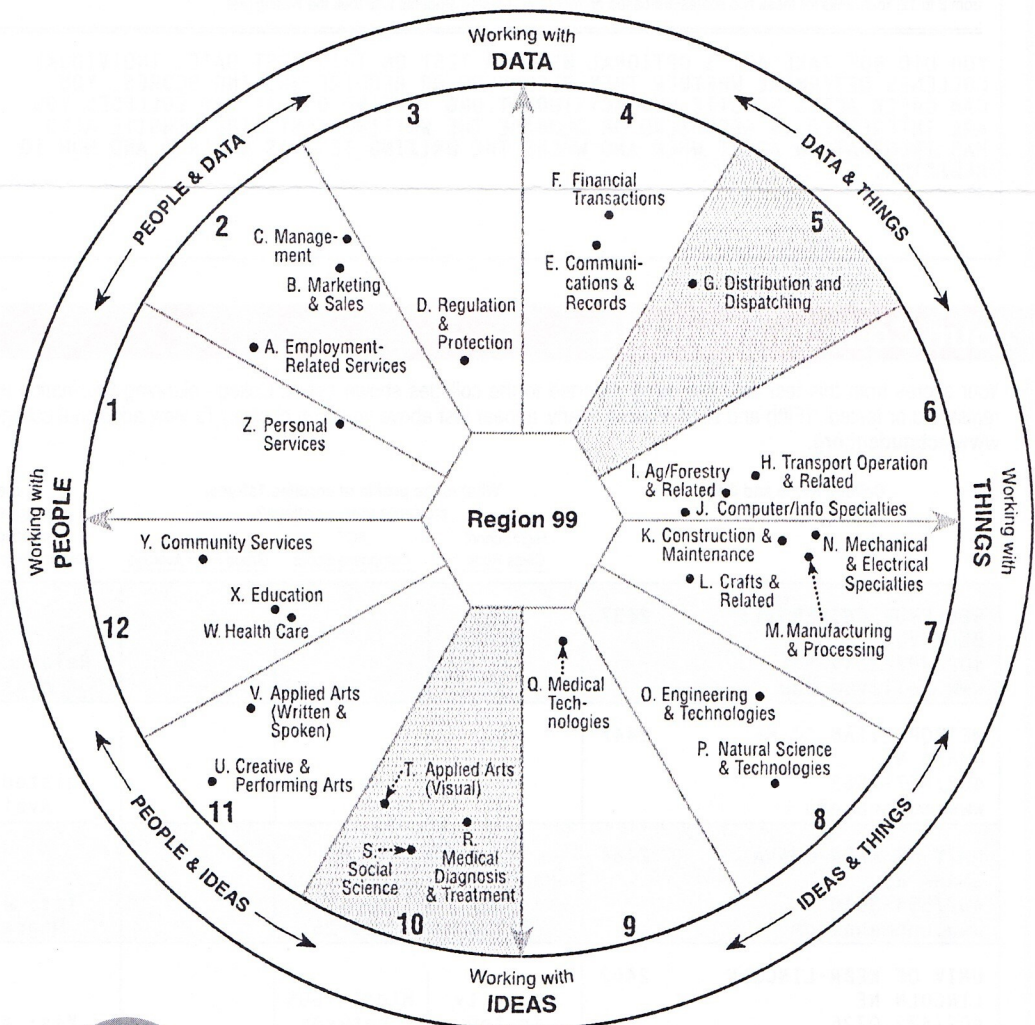 Working with
DATA
PEOPLE & DATA
DATA & THINGS
3
4
2
5
F. Financial
Transactions
C. Manage-
ment
B. Marketing
& Sales
E. Communi-
cations &
Records
G. Distribution and
Dispatching
D. Regulation
&
Protection
A. Employment-
Related Services
1
6
Z. Personal
Services
I. Ag/Forestry
& Related
H. Transport Operation
& Related
J. Computer/Info Specialties
Working with
PEOPLE
Region 99
Working with
THINGS
Y. Community Services
K. Construction &
Maintenance
N. Mechanical
& Electrical
Specialties
L. Crafts &
Related
X. Education
W. Health Care
12
7
M. Manufacturing
& Processing
V. Applied Arts
(Written &
Spoken)
Q. Medical
Tech-
nologies
O. Engineering
& Technologies
P. Natural Science
& Technologies
U. Creative &
Performing Arts
T. Applied Arts
(Visual)
11
8
S.
Social
Science
R.
Medical
Diagnosis
& Treatment
10
9
PEOPLE & IDEAS
IDEAS & THINGS
Working with
IDEAS